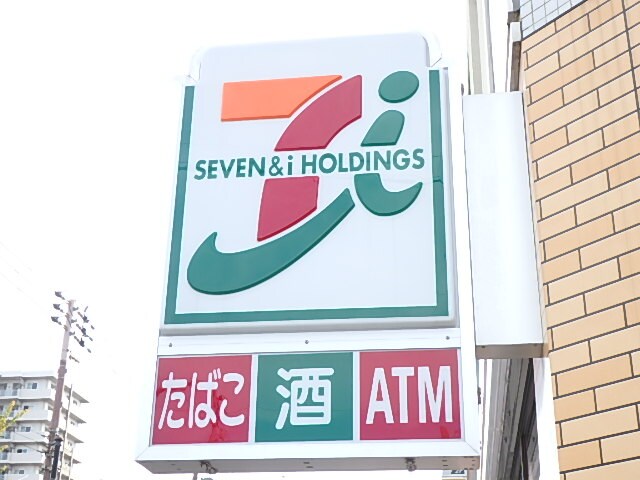 SEVEN&i HOLDINGS
たばこ 酒 ATM